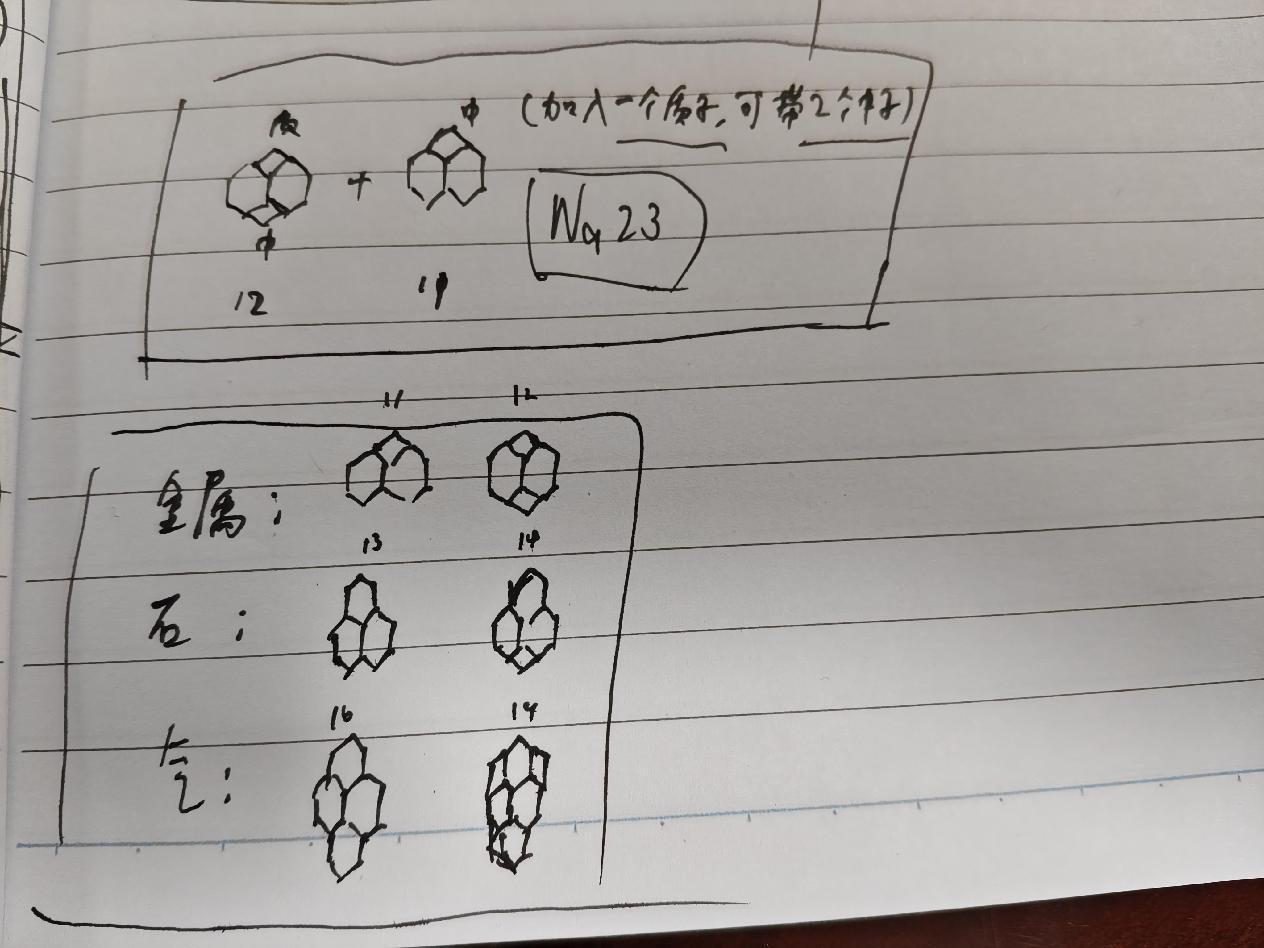 质 中 (加入一个质子,可带2个中子)
+
中
Na 23
12 11
11 12
金属:
13 14
石:
16 19
气: